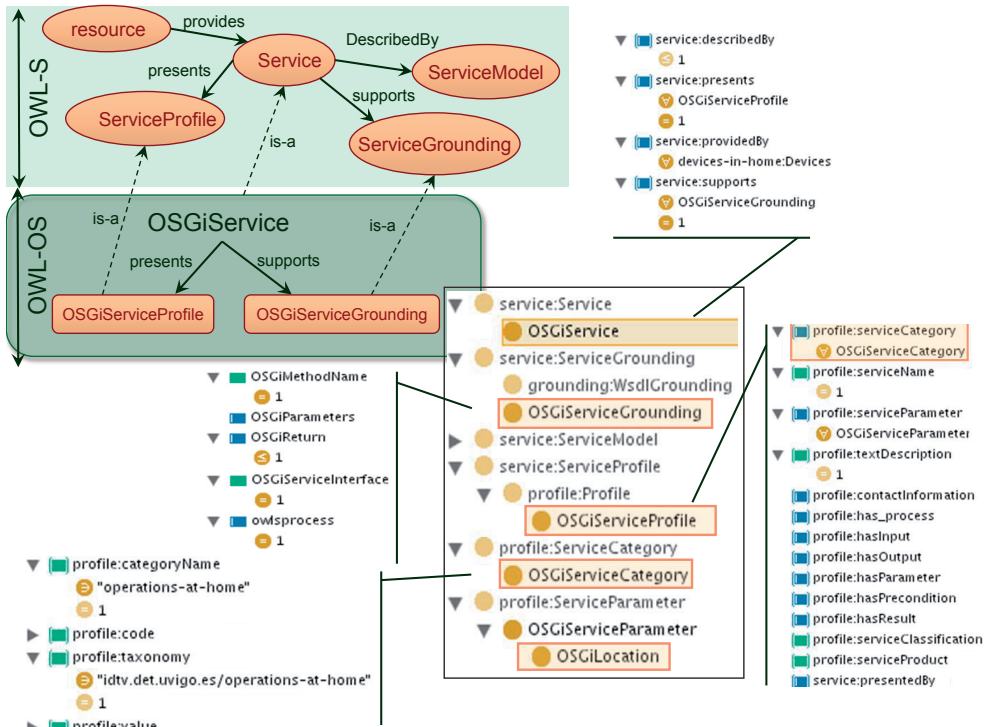 OWL-S
resource
provides
Service
DescribedBy
ServiceModel
presents
supports
ServiceProfile
ServiceGrounding
is-a
OWL-OS
is-a
OSGiService
is-a
presents
supports
OSGiServiceProfile
OSGiServiceGrounding
service:describedBy
≤ 1
service:presents
∀ OSGiServiceProfile
= 1
service:providedBy
∀ devices-in-home:Devices
service:supports
∀ OSGiServiceGrounding
= 1
service:Service
OSGiService
service:ServiceGrounding
grounding:WsdlGrounding
OSGiServiceGrounding
service:ServiceModel
service:ServiceProfile
profile:Profile
OSGiServiceProfile
profile:ServiceCategory
OSGiServiceCategory
profile:ServiceParameter
OSGiServiceParameter
OSGiLocation
profile:serviceCategory
∀ OSGiServiceCategory
profile:serviceName
= 1
profile:serviceParameter
∀ OSGiServiceParameter
profile:textDescription
= 1
profile:contactInformation
profile:has_process
profile:hasInput
profile:hasOutput
profile:hasParameter
profile:hasPrecondition
profile:hasResult
profile:serviceClassification
profile:serviceProduct
service:presentedBy
OSGiMethodName
= 1
OSGiParameters
OSGiReturn
≤ 1
OSGiServiceInterface
= 1
owlsprocess
= 1
profile:categoryName
∋ "operations-at-home"
= 1
profile:code
profile:taxonomy
∋ "idtv.det.uvigo.es/operations-at-home"
= 1
profile:value